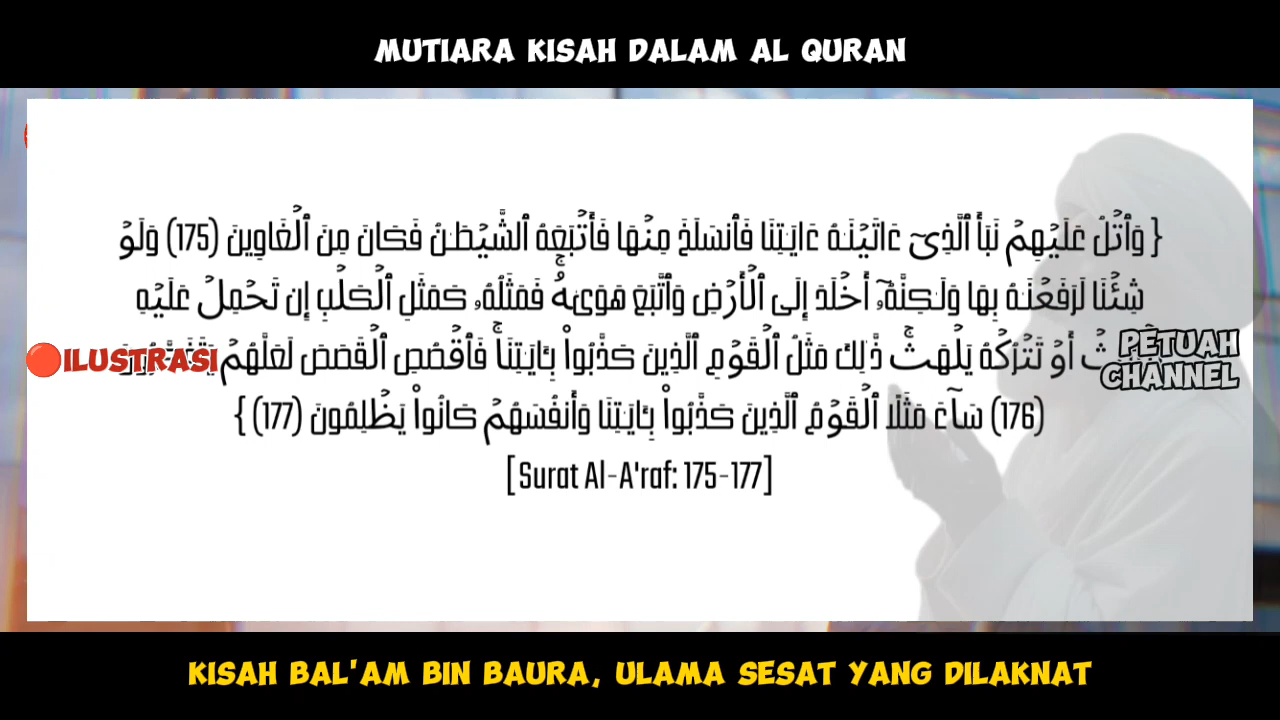 MUTIARA KISAH DALAM AL QURAN
{ وَٱتۡلُ عَلَيۡهِمۡ نَبَأَ ٱلَّذِيٓ ءَاتَيۡنَـٰهُ ءَايَـٰتِنَا فَٱنسَلَخَ مِنۡهَا فَأَتۡبَعَهُ ٱلشَّيۡطَـٰنُ فَكَانَ مِنَ ٱلۡغَاوِينَ (175) وَلَوۡ
شِئۡنَا لَرَفَعۡنَـٰهُ بِهَا وَلَـٰكِنَّهُۥٓ أَخۡلَدَ إِلَى ٱلۡأَرۡضِ وَٱتَّبَعَ هَوَىٰهُۚ فَمَثَلُهُۥ كَمَثَلِ ٱلۡكَلۡبِ إِن تَحۡمِلۡ عَلَيۡهِ
أَوۡ تَتۡرُكۡهُ يَلۡهَثۚ ذَّٰلِكَ مَثَلُ ٱلۡقَوۡمِ ٱلَّذِينَ كَذَّبُواْ بِـَٔايَـٰتِنَاۚ فَٱقۡصُصِ ٱلۡقَصَصَ لَعَلَّهُمۡ
(176) سَآءَ مَثَلًا ٱلۡقَوۡمُ ٱلَّذِينَ كَذَّبُواْ بِـَٔايَـٰتِنَا وَأَنفُسَهُمۡ كَانُواْ يَظۡلِمُونَ (177) }
[Surat Al-A'raf: 175-177]
ILUSTRASI
PETUAH
CHANNEL
KISAH BAL'AM BIN BAURA, ULAMA SESAT YANG DILAKNAT